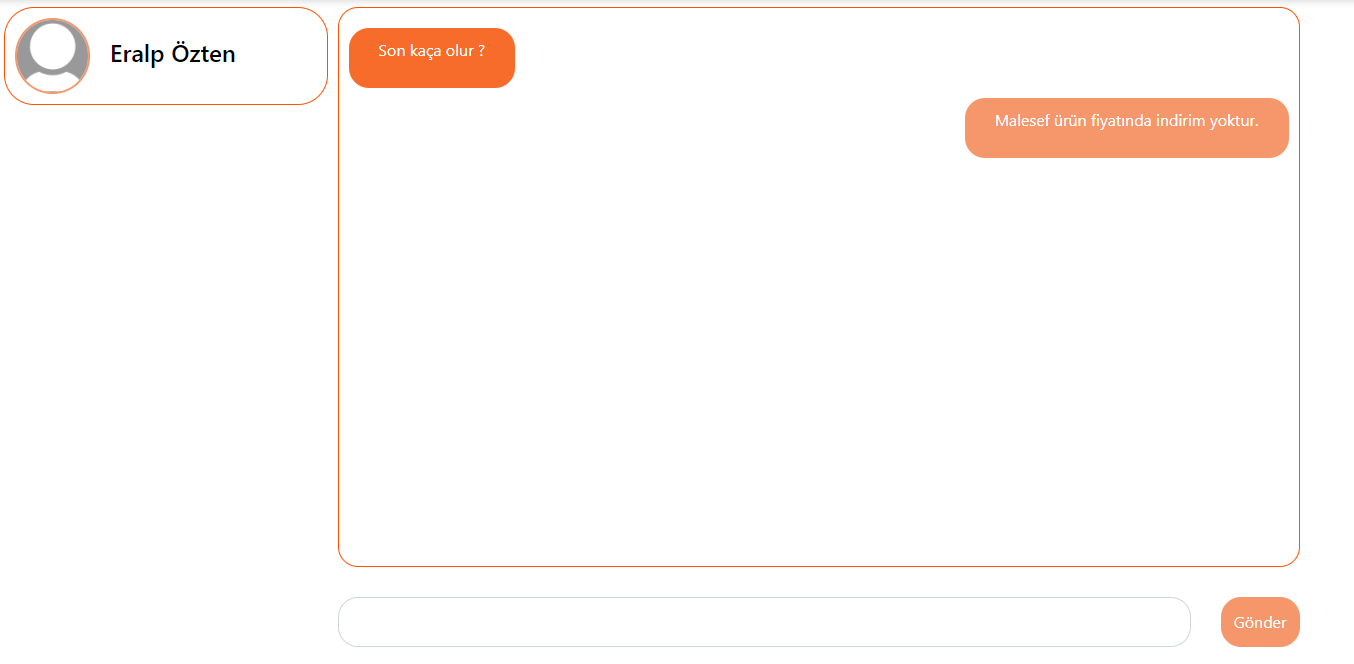 Eralp Özten
Son kaça olur ?
Malesef ürün fiyatında indirim yoktur.
Gönder